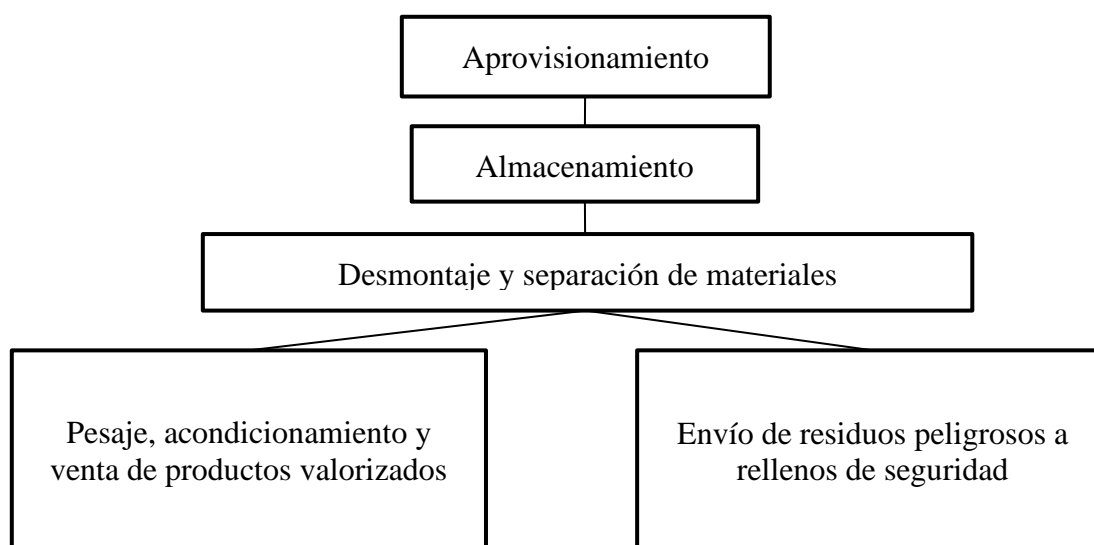 Aprovisionamiento
Almacenamiento
Desmontaje y separación de materiales
Pesaje, acondicionamiento y
venta de productos valorizados
Envío de residuos peligrosos a
rellenos de seguridad